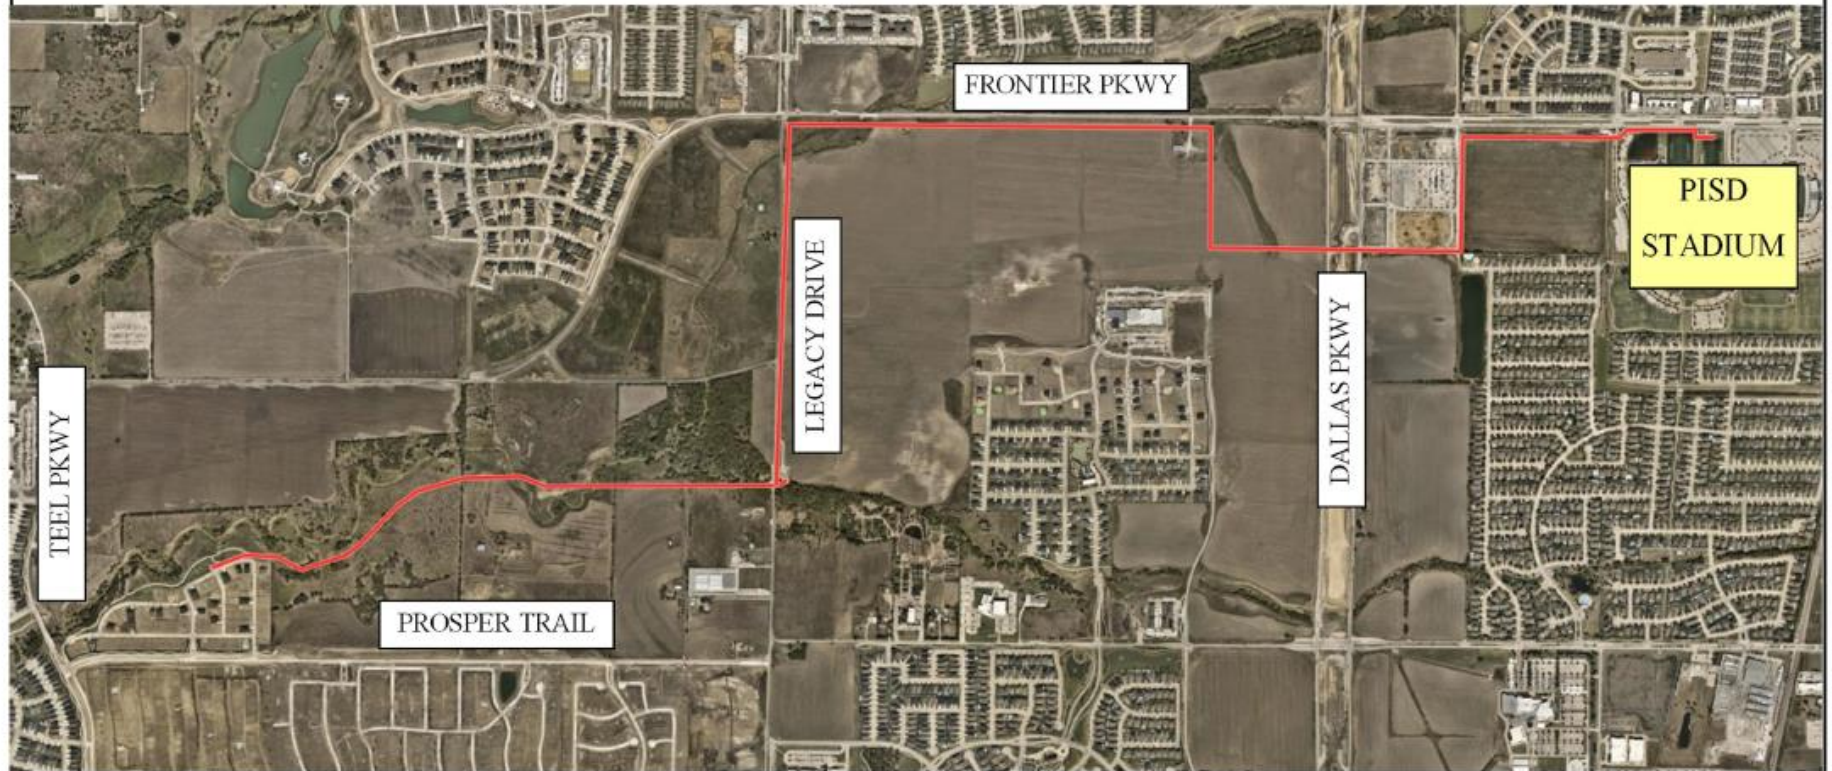 FRONTIER PKWY
PISD
STADIUM
LEGACY DRIVE
DALLAS PKWY
TEEL PKWY
PROSPER TRAIL